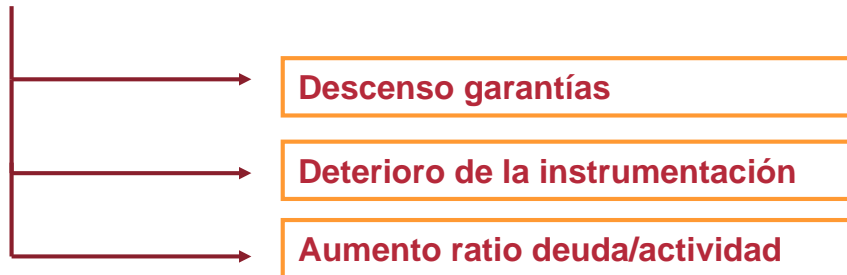 Descenso garantías
Deterioro de la instrumentación
Aumento ratio deuda/actividad